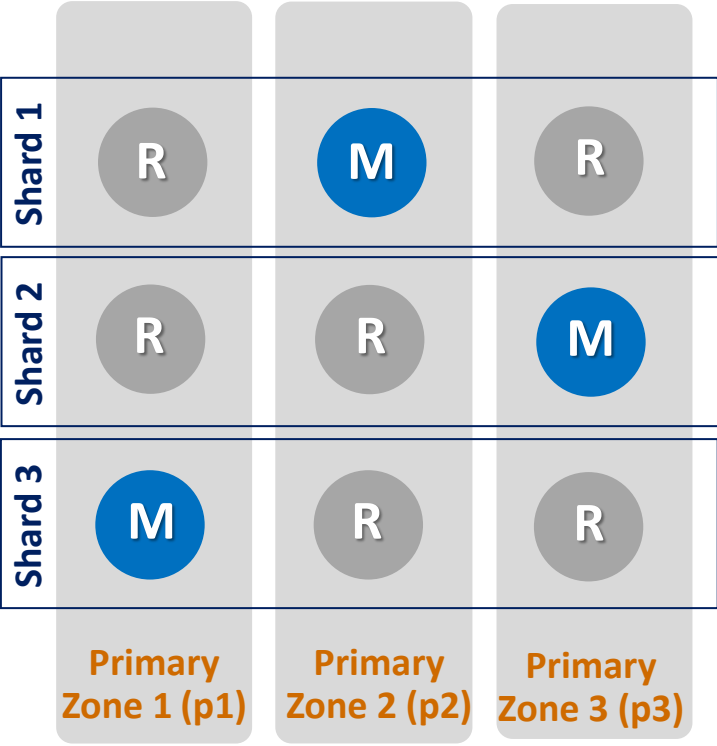 Shard 1
R
M
R
Shard 2
R
R
M
Shard 3
M
R
R
Primary
Zone 1 (p1)
Primary
Zone 2 (p2)
Primary
Zone 3 (p3)